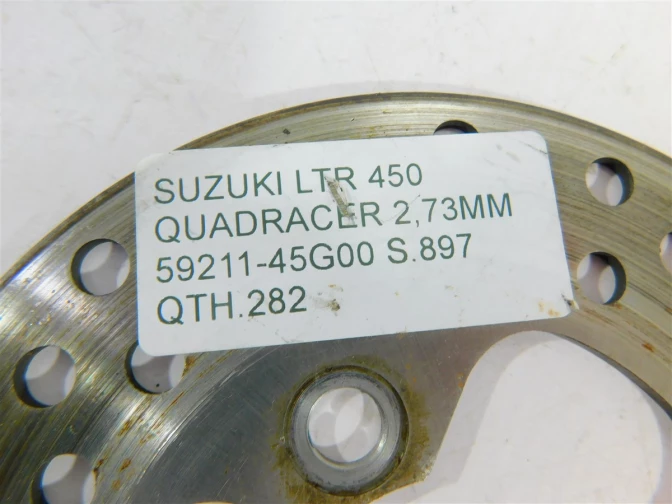 SUZUKI LTR 450
QUADRACER 2,73MM
59211-45G00 S.897
QTH.282